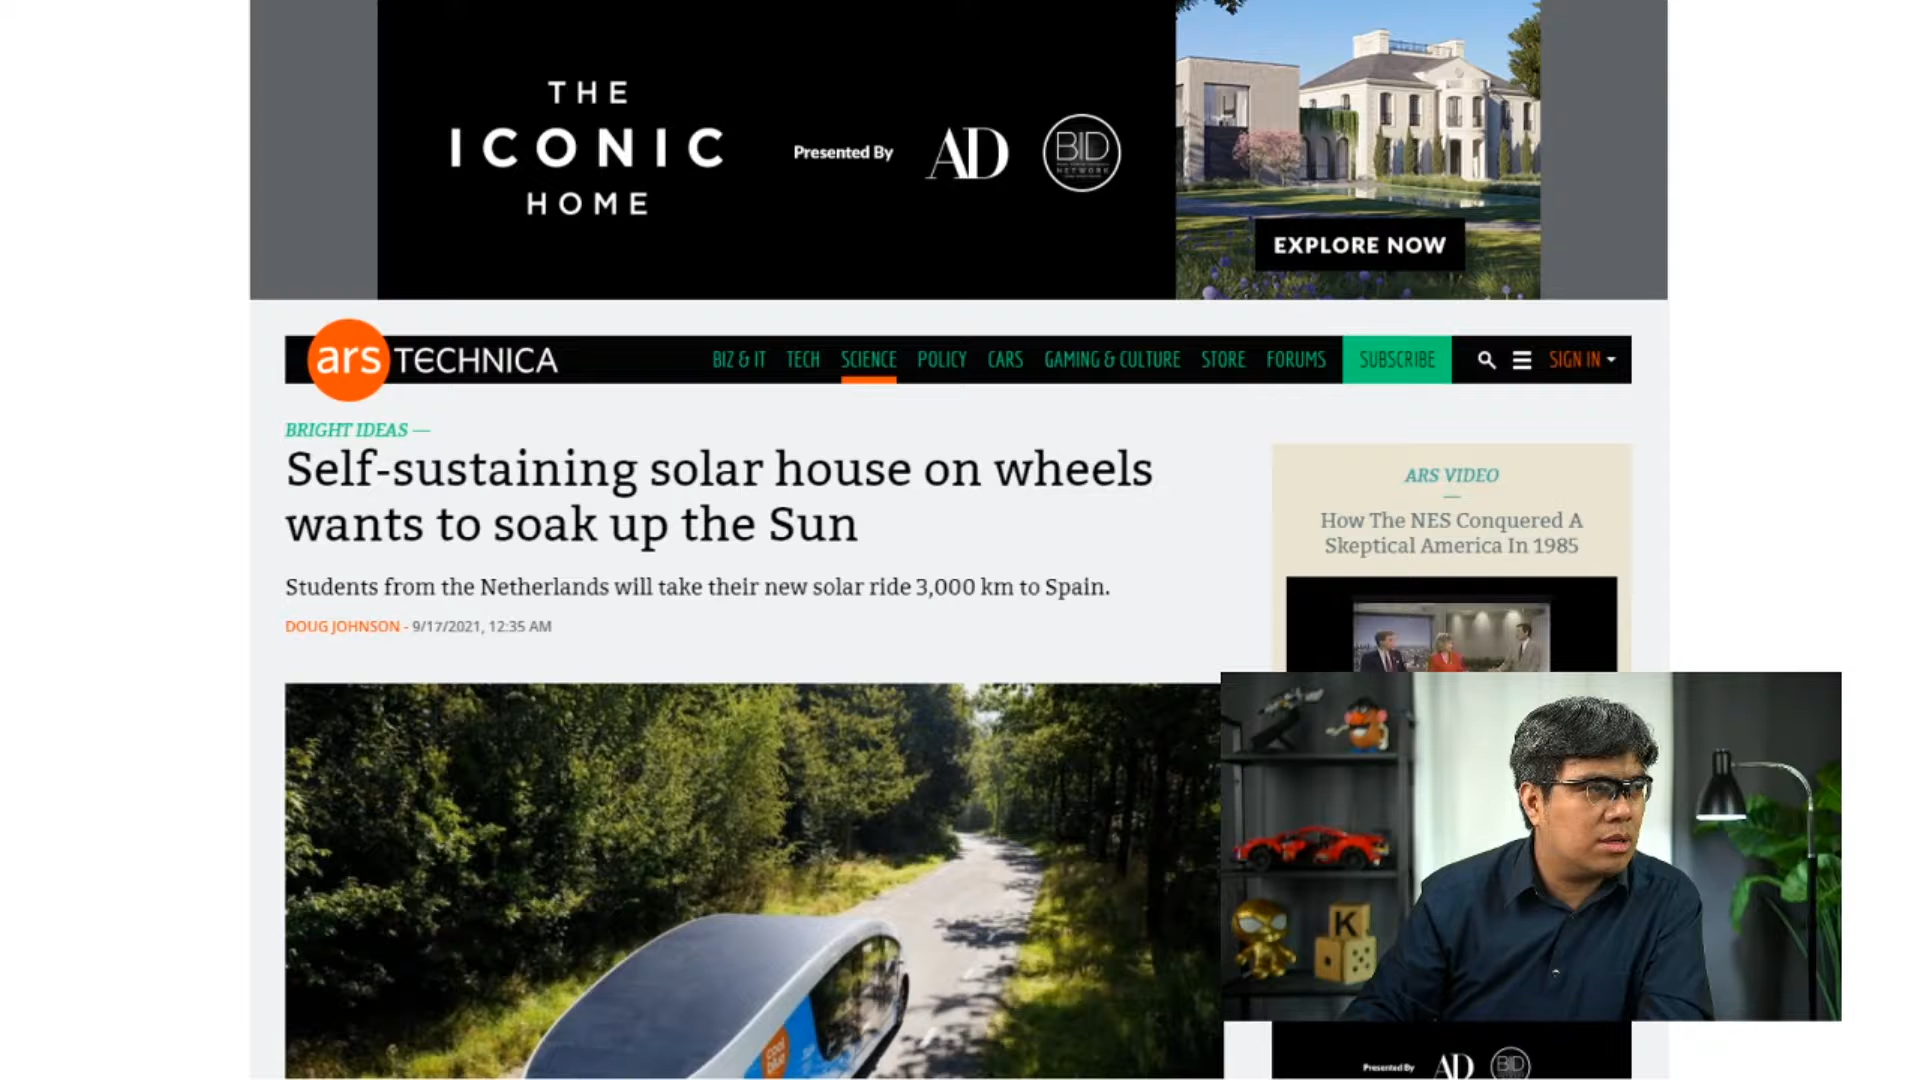 THE
ICONIC
HOME
Presented By
AD
BID
NETWORK
EXPLORE NOW
ars TECHNICA
BIZ & IT TECH SCIENCE POLICY CARS GAMING & CULTURE STORE FORUMS SUBSCRIBE SIGN IN
BRIGHT IDEAS —
Self-sustaining solar house on wheels
wants to soak up the Sun
Students from the Netherlands will take their new solar ride 3,000 km to Spain.
DOUG JOHNSON - 9/17/2021, 12:35 AM
ARS VIDEO
How The NES Conquered A
Skeptical America In 1985
K
cool
blue
Presented By
AD
BID